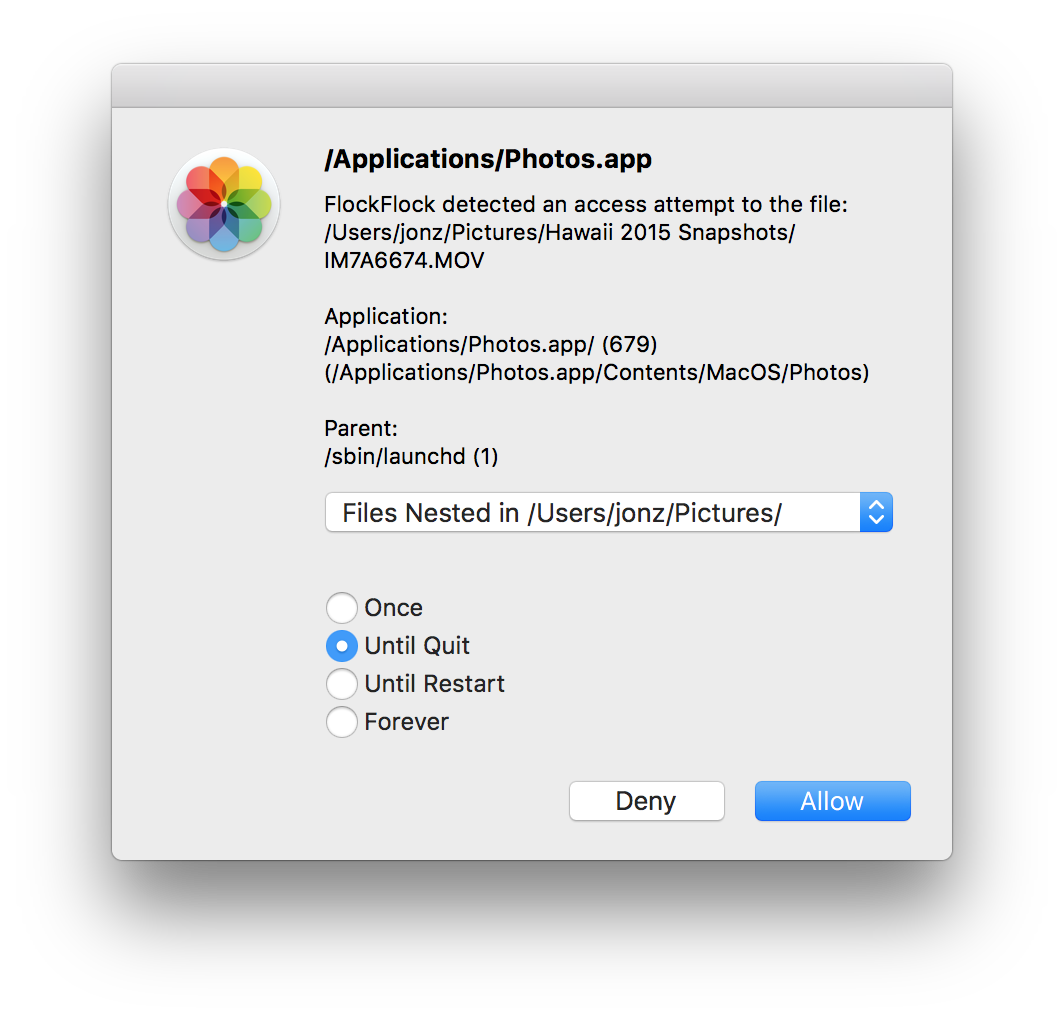 /Applications/Photos.app
FlockFlock detected an access attempt to the file:
/Users/jonz/Pictures/Hawaii 2015 Snapshots/
IM7A6674.MOV
Application:
/Applications/Photos.app/ (679)
(/Applications/Photos.app/Contents/MacOS/Photos)
Parent:
/sbin/launchd (1)
Files Nested in /Users/jonz/Pictures/
Once
Until Quit
Until Restart
Forever
Deny
Allow